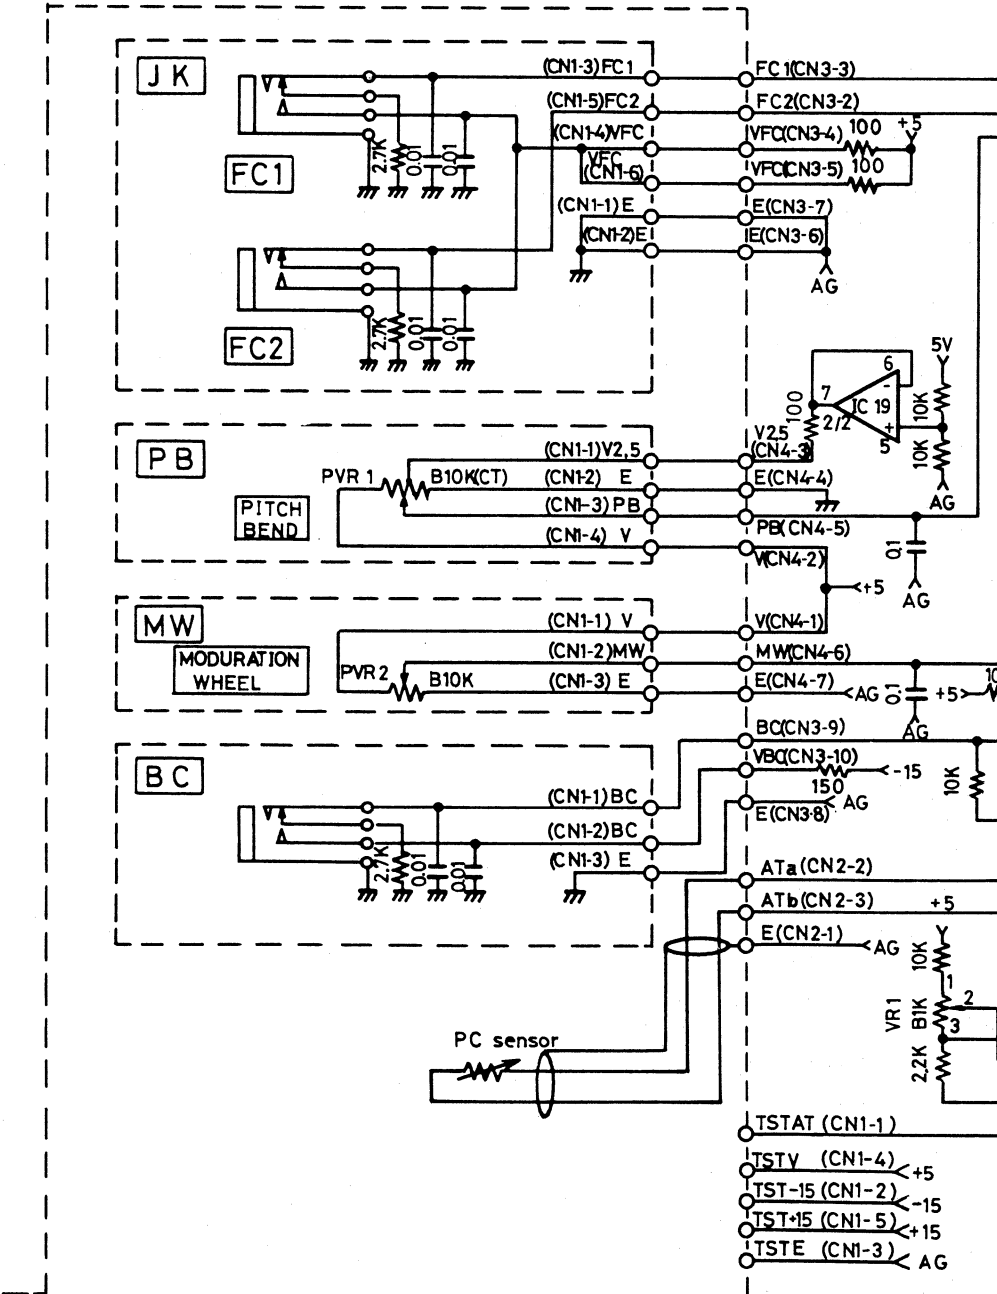 JK
FC1
2.7K
0.01
0.01
(CN1-3)FC1
(CN1-5)FC2
(CN1-4)VFC
VFC
(CN1-6)
(CN1-1) E
(CN1-2)E
FC1(CN3-3)
FC2(CN3-2)
VFC(CN3-4)
100
+5
VFC(CN3-5)
100
E(CN3-7)
E(CN3-6)
AG
FC2
2.7K
0.01
0.01
5V
6
-
7
100
IC 19
2/2
+
5
10K
10K
AG
PB
PITCH
BEND
PVR 1
B10K(CT)
(CN1-1)V2,5
(CN1-2) E
(CN1-3) PB
(CN1-4) V
V2,5
(CN4-3)
E(CN4-4)
PB(CN4-5)
V(CN4-2)
+5
0.1
AG
MW
MODURATION
WHEEL
PVR 2
B10K
(CN1-1) V
(CN1-2)MW
(CN1-3) E
V(CN4-1)
MW(CN4-6)
E(CN4-7)
AG
0.1
+5
10
AG
BC
2.7K
0.01
0.01
(CN1-1) BC
(CN1-2)BC
(CN1-3) E
BC(CN3-9)
VBC(CN3-10)
-15
150
AG
E(CN3-8)
10K
ATa(CN2-2)
ATb(CN2-3)
+5
E(CN2-1)
AG
10K
1
VR1
B1K
2
3
2,2K
PC sensor
TSTAT (CN1-1)
TSTV (CN1-4)
+5
TST-15 (CN1-2)
-15
TST+15 (CN1-5)
+15
TSTE (CN1-3)
AG